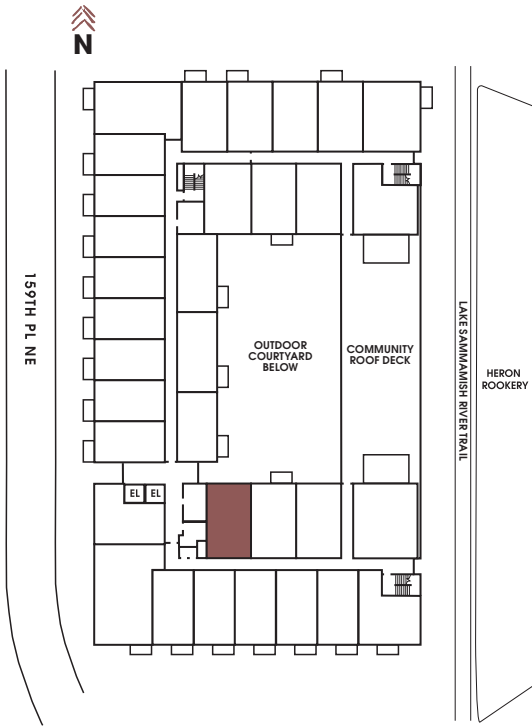 N
159TH PL NE
OUTDOOR
COURTYARD
BELOW
COMMUNITY
ROOF DECK
LAKE SAMMAMISH RIVER TRAIL
HERON
ROOKERY
EL EL